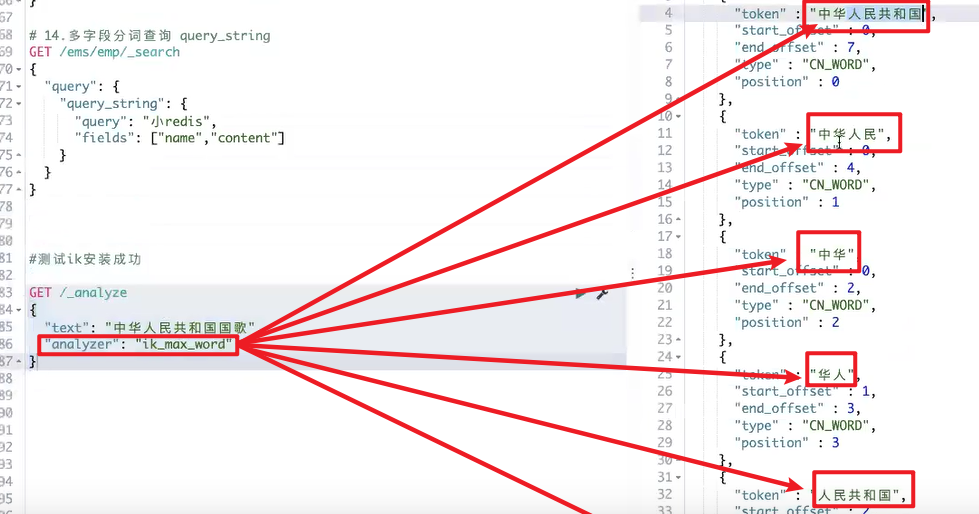 }
67
68 # 14.多字段分词查询 query_string
69 GET /ems/emp/_search
70 {
71 "query": {
72 "query_string": {
73 "query": "小redis",
74 "fields": ["name","content"]
75 }
76 }
77 }
78
79
80
81 #测试ik安装成功
82
83 GET /_analyze
84 {
85 "text": "中华人民共和国国歌"
86 "analyzer": "ik_max_word"
87 }
88
89
90
91
92
93
94
95
4 "token" : "中华人民共和国",
5 "start_offset" : 0,
6 "end_offset" : 7,
7 "type" : "CN_WORD",
8 "position" : 0
9 },
10 {
11 "token" : "中华人民",
12 "start_offset" : 0,
13 "end_offset" : 4,
14 "type" : "CN_WORD",
15 "position" : 1
16 },
17 {
18 "token" : "中华"
19 "start_offset" : 0,
20 "end_offset" : 2,
21 "type" : "CN_WORD",
22 "position" : 2
23 },
24 {
25 "token" : "华人",
26 "start_offset" : 1,
27 "end_offset" : 3,
28 "type" : "CN_WORD",
29 "position" : 3
30 },
31 {
32 "token" : "人民共和国",
33 "start_offset" : 2